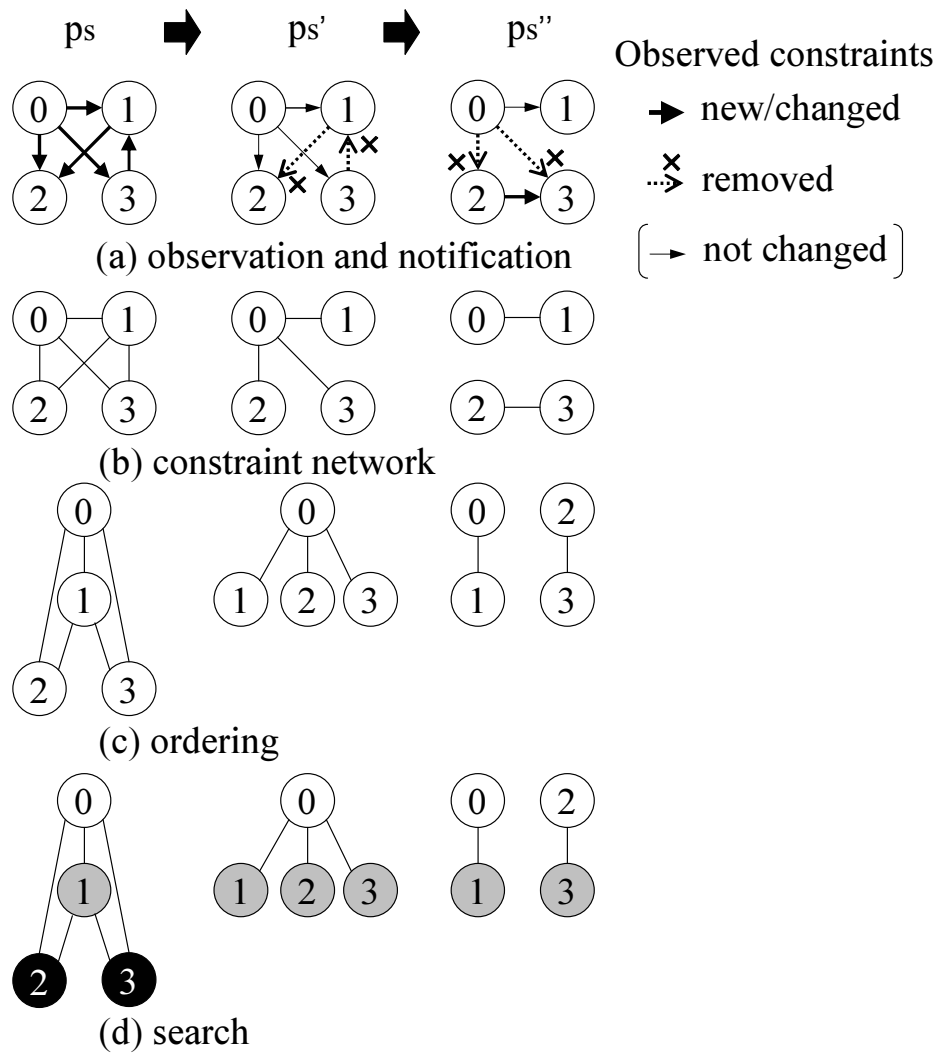 ps ps' ps''
Observed constraints
0 1 0 1 0 1
new/changed
removed
2 3 2 3 2 3
not changed
(a) observation and notification
0 1 0 1 0 1
2 3 2 3 2 3
(b) constraint network
0 0 0 2
1 1 2 3 1 3
2 3
(c) ordering
0 0 0 2
1 1 2 3 1 3
2 3
(d) search